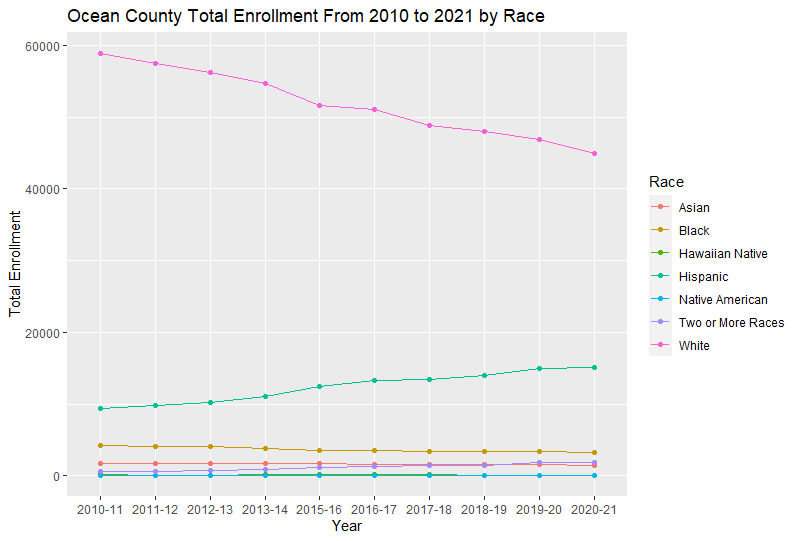 Ocean County Total Enrollment From 2010 to 2021 by Race
Total Enrollment
60000
40000
20000
0
2010-11 2011-12 2012-13 2013-14 2015-16 2016-17 2017-18 2018-19 2019-20 2020-21
Year
Race
Asian
Black
Hawaiian Native
Hispanic
Native American
Two or More Races
White